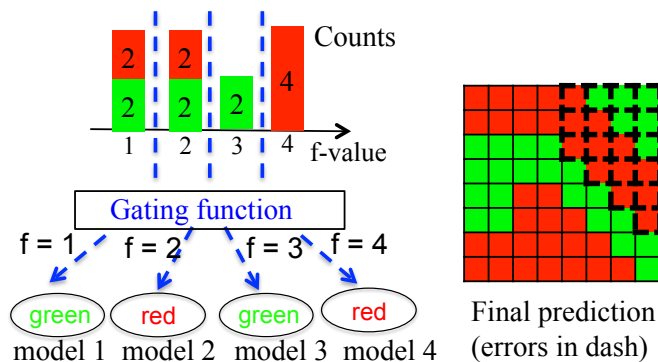 Counts
2 2 4
2 2 2
1 2 3 4
f-value
Gating function
f = 1 f = 2 f = 3 f = 4
green red green red
model 1 model 2 model 3 model 4
Final prediction
(errors in dash)